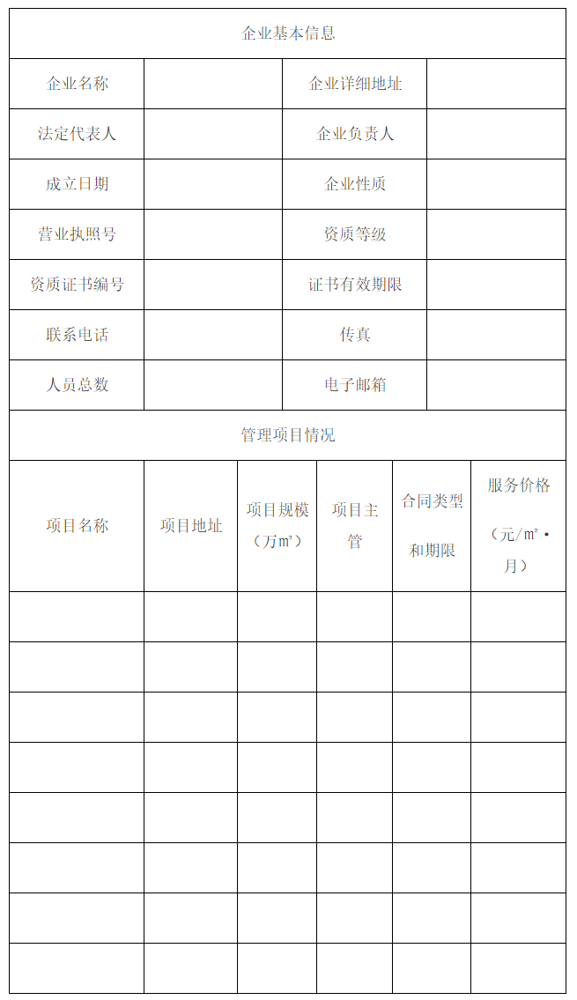 企业基本信息
企业名称
企业详细地址
法定代表人
企业负责人
成立日期
企业性质
营业执照号
资质等级
资质证书编号
证书有效期限
联系电话
传真
人员总数
电子邮箱
管理项目情况
项目名称
项目地址
项目规模
（万㎡）
项目主
管
合同类型
和期限
服务价格
（元/㎡·
月）